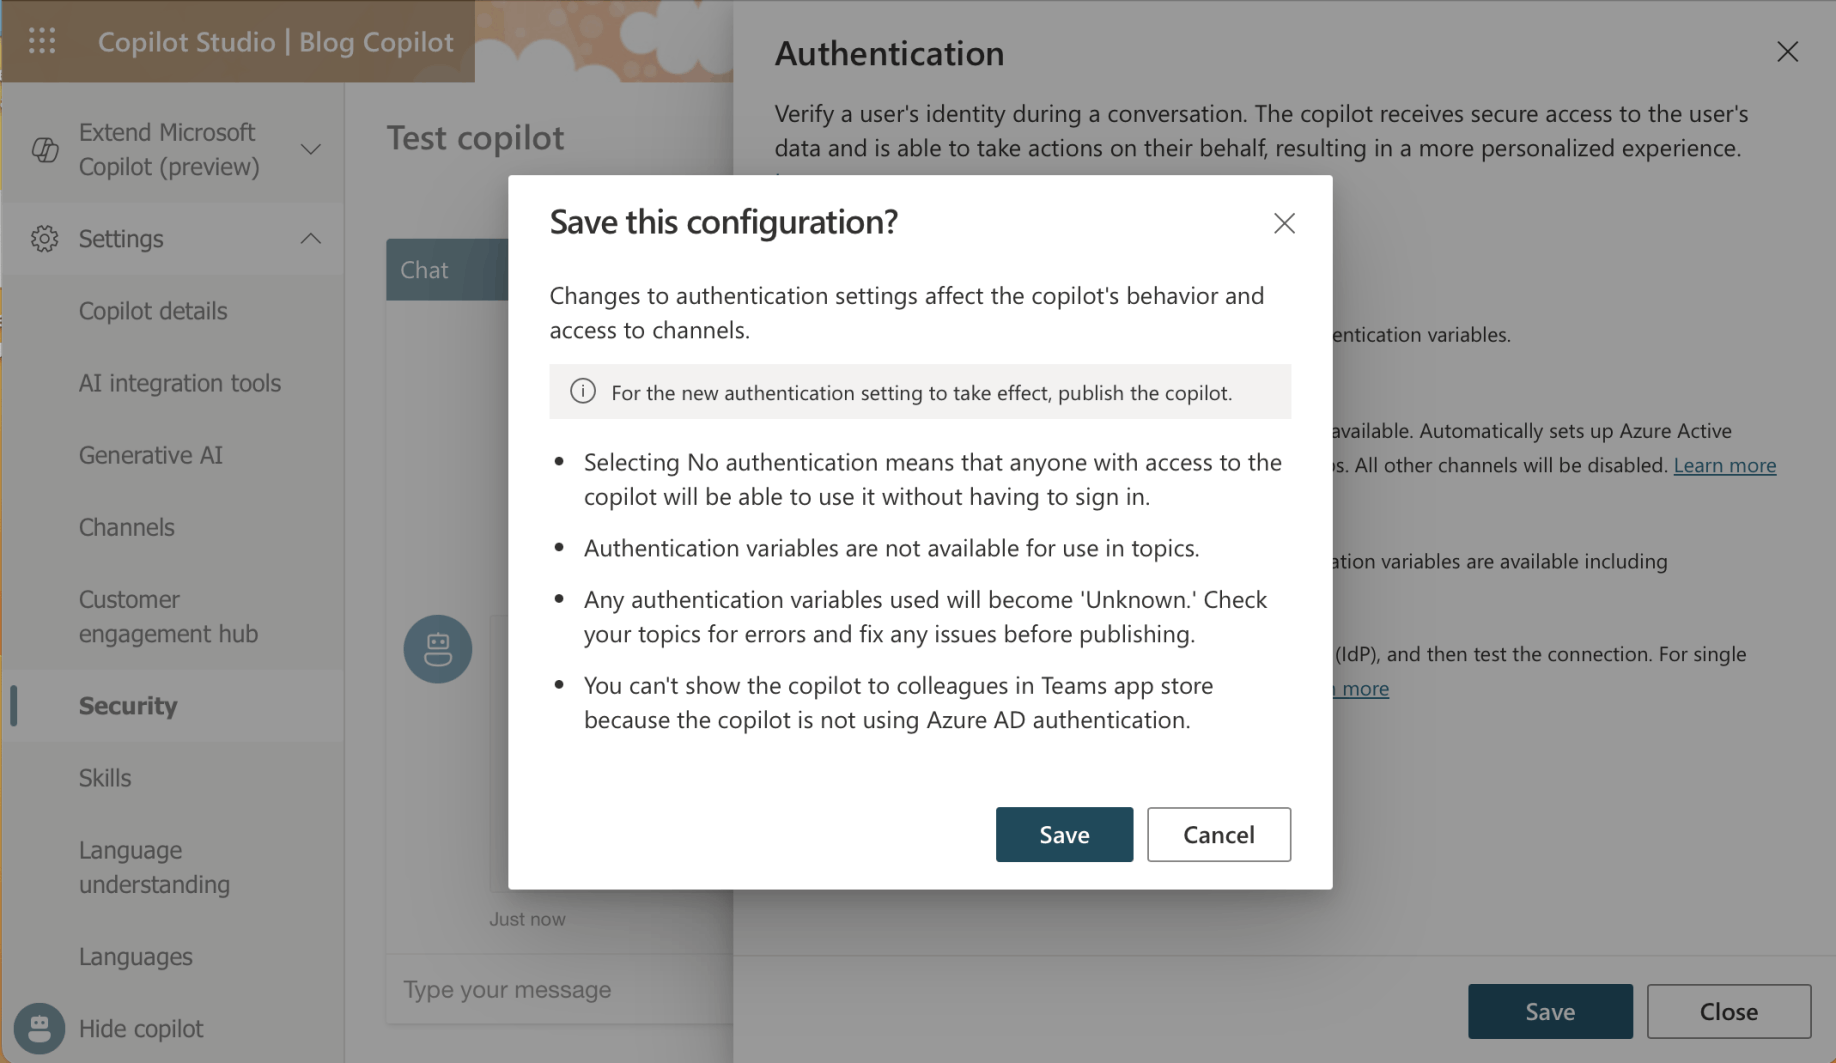 Copilot Studio | Blog Copilot
Extend Microsoft
Copilot (preview)
Settings
Copilot details
AI integration tools
Generative AI
Channels
Customer
engagement hub
Security
Skills
Language
understanding
Languages
Hide copilot
Test copilot
Chat
Just now
Type your message
Authentication
Verify a user's identity during a conversation. The copilot receives secure access to the user's
data and is able to take actions on their behalf, resulting in a more personalized experience.
variables.
available. Automatically sets up Azure Active
All other channels will be disabled. Learn more
variables are available including
(IdP), and then test the connection. For single
more
Save
Close
Save this configuration?
Changes to authentication settings affect the copilot's behavior and
access to channels.
For the new authentication setting to take effect, publish the copilot.
• Selecting No authentication means that anyone with access to the
copilot will be able to use it without having to sign in.
• Authentication variables are not available for use in topics.
• Any authentication variables used will become 'Unknown.' Check
your topics for errors and fix any issues before publishing.
• You can't show the copilot to colleagues in Teams app store
because the copilot is not using Azure AD authentication.
Save
Cancel